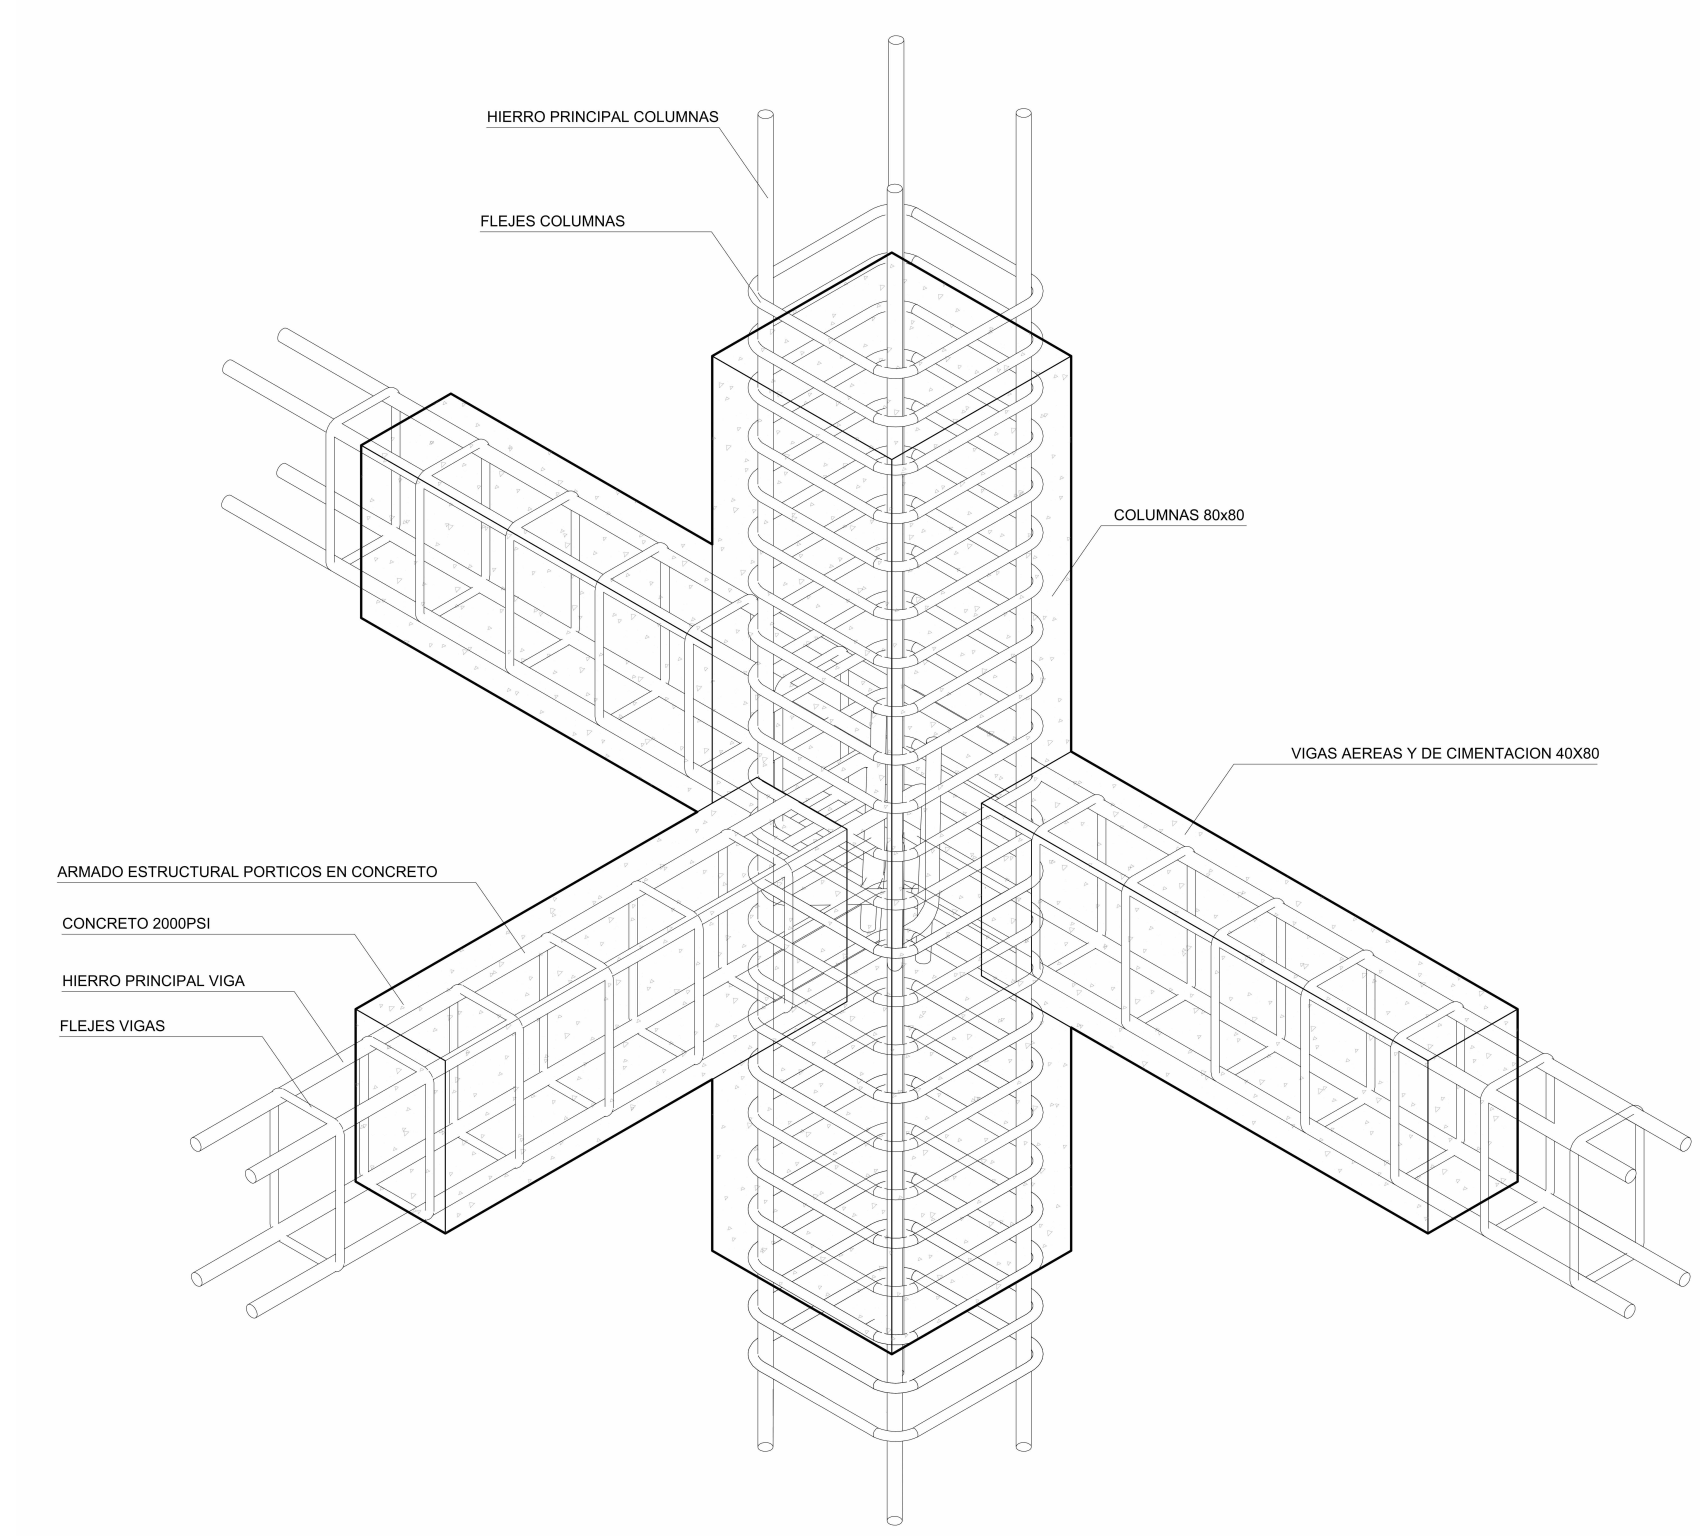 HIERRO PRINCIPAL COLUMNAS
FLEJES COLUMNAS
COLUMNAS 80x80
VIGAS AEREAS Y DE CIMENTACION 40X80
ARMADO ESTRUCTURAL PORTICOS EN CONCRETO
CONCRETO 2000PSI
HIERRO PRINCIPAL VIGA
FLEJES VIGAS